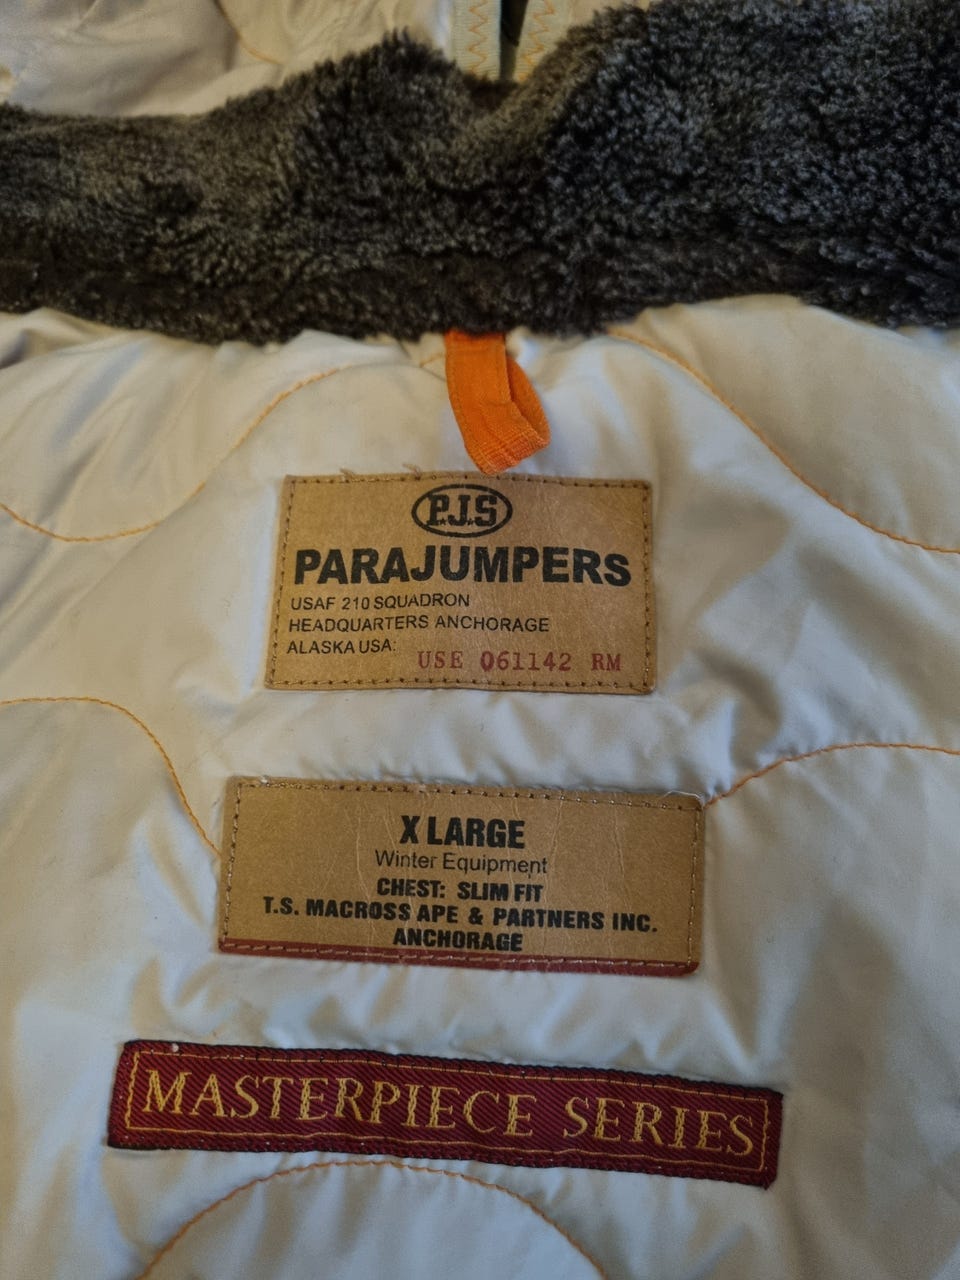 P.J.S
PARAJUMPERS
USAF 210 SQUADRON
HEADQUARTERS ANCHORAGE
ALASKA USA:
USE 061142 RM
X LARGE
Winter Equipment
CHEST: SLIM FIT
T.S. MACROSS APE & PARTNERS INC.
ANCHORAGE
MASTERPIECE SERIES